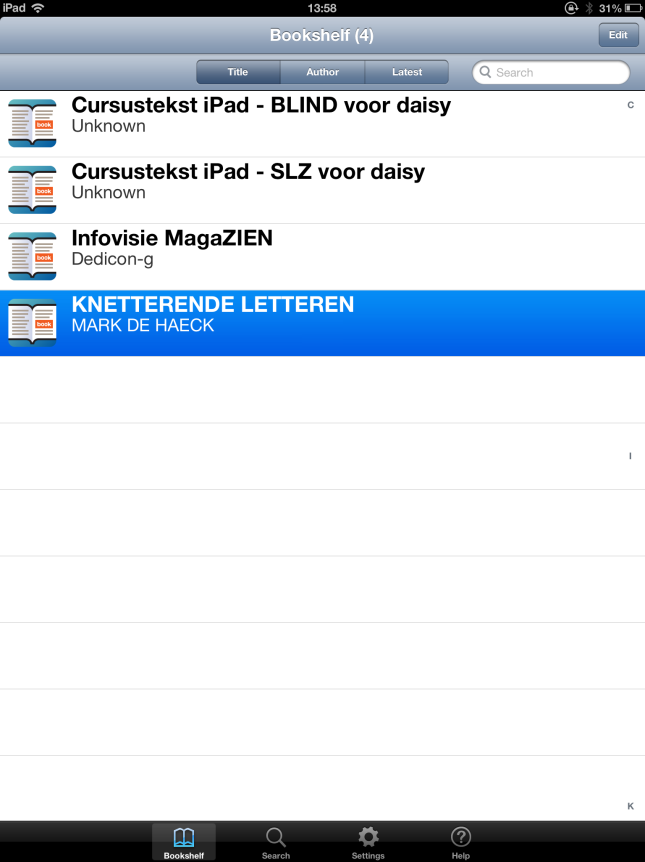 iPad 13:58 31%
Bookshelf (4) Edit
Title Author Latest Search
C
book
Cursustekst iPad - BLIND voor daisy
Unknown
book
Cursustekst iPad - SLZ voor daisy
Unknown
book
Infovisie MagaZIEN
Dedicon-g
book
KNETTERENDE LETTEREN
MARK DE HAECK
I
K
Bookshelf Search Settings Help